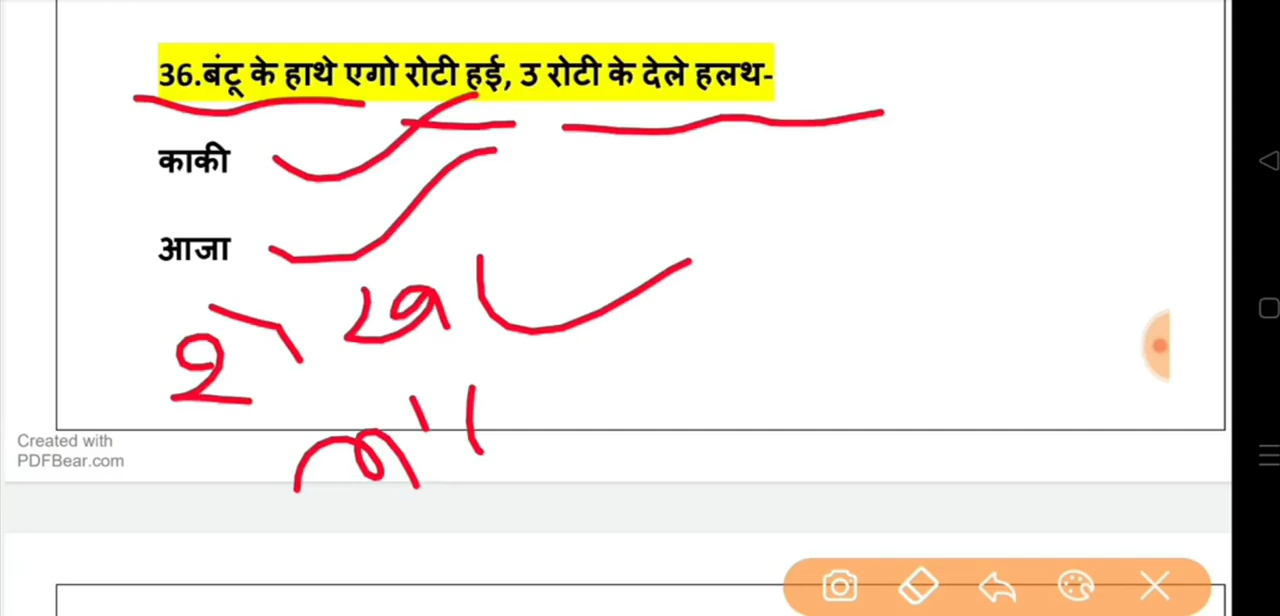 36.बंटू के हाथे एगो रोटी हई, उ रोटी के देले हलथ-
काकी
आजा
Created with
PDFBear.com